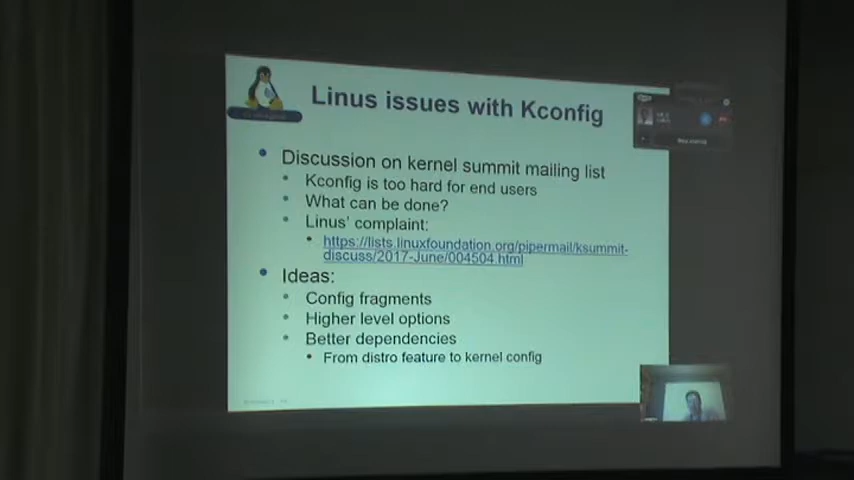 Linus issues with Kconfig
Discussion on kernel summit mailing list
Kconfig is too hard for end users
What can be done?
Linus' complaint:
https://lists.linuxfoundation.org/pipermail/ksummit-
discuss/2017-June/004504.html
Ideas:
Config fragments
Higher level options
Better dependencies
From distro feature to kernel config